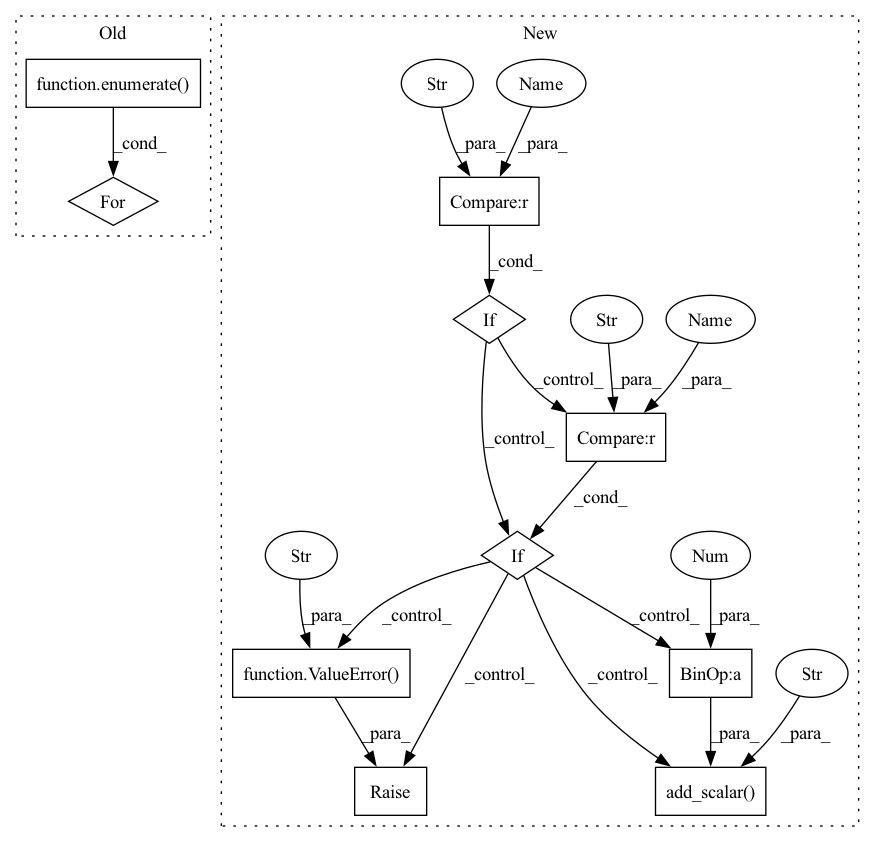 Old
New
function.enumerate()
Str
Name
_cond_
_para_
_para_
For
Compare:r
_cond_
If
Str
Name
_control_
_para_
_para_
_control_
Compare:r
_cond_
Str
If
Num
_para_
_control_
_control_
_para_
function.ValueError()
_control_
_control_
BinOp:a
Str
_para_
_para_
_para_
Raise
add_scalar()